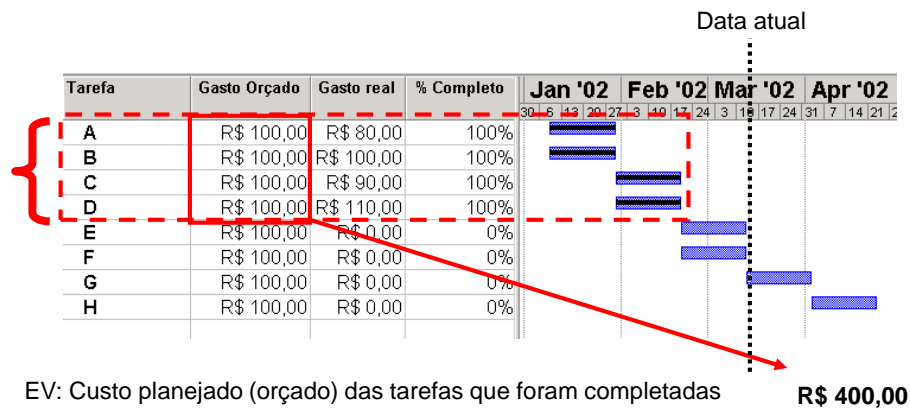 Data atual
Tarefa Gasto Orçado Gasto real % Completo Jan '02 Feb '02 Mar '02 Apr '02
30 6 13 20 27 3 10 17 24 3 10 17 24 31 7 14 21 2
A R$ 100,00 R$ 80,00 100%
B R$ 100,00 R$ 100,00 100%
C R$ 100,00 R$ 90,00 100%
D R$ 100,00 R$ 110,00 100%
E R$ 100,00 R$ 0,00 0%
F R$ 100,00 R$ 0,00 0%
G R$ 100,00 R$ 0,00 0%
H R$ 100,00 R$ 0,00 0%
EV: Custo planejado (orçado) das tarefas que foram completadas R$ 400,00